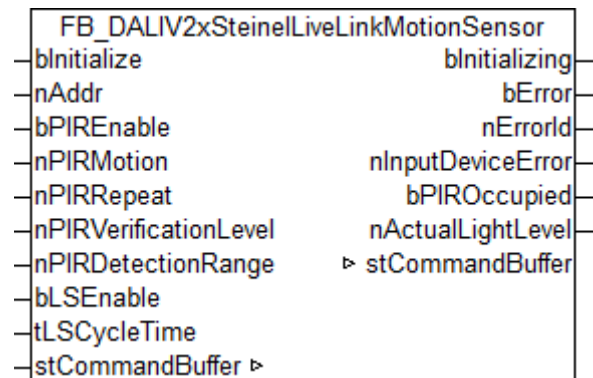 FB_DALIV2xSteinelLiveLinkMotionSensor
bInitialize bInitializing
nAddr bError
bPIREnable nErrorId
nPIRMotion nInputDeviceError
nPIRRepeat bPIROccupied
nPIRVerificationLevel nActualLightLevel
nPIRDetectionRange ▹ stCommandBuffer
bLSEnable
tLSCycleTime
stCommandBuffer ▹